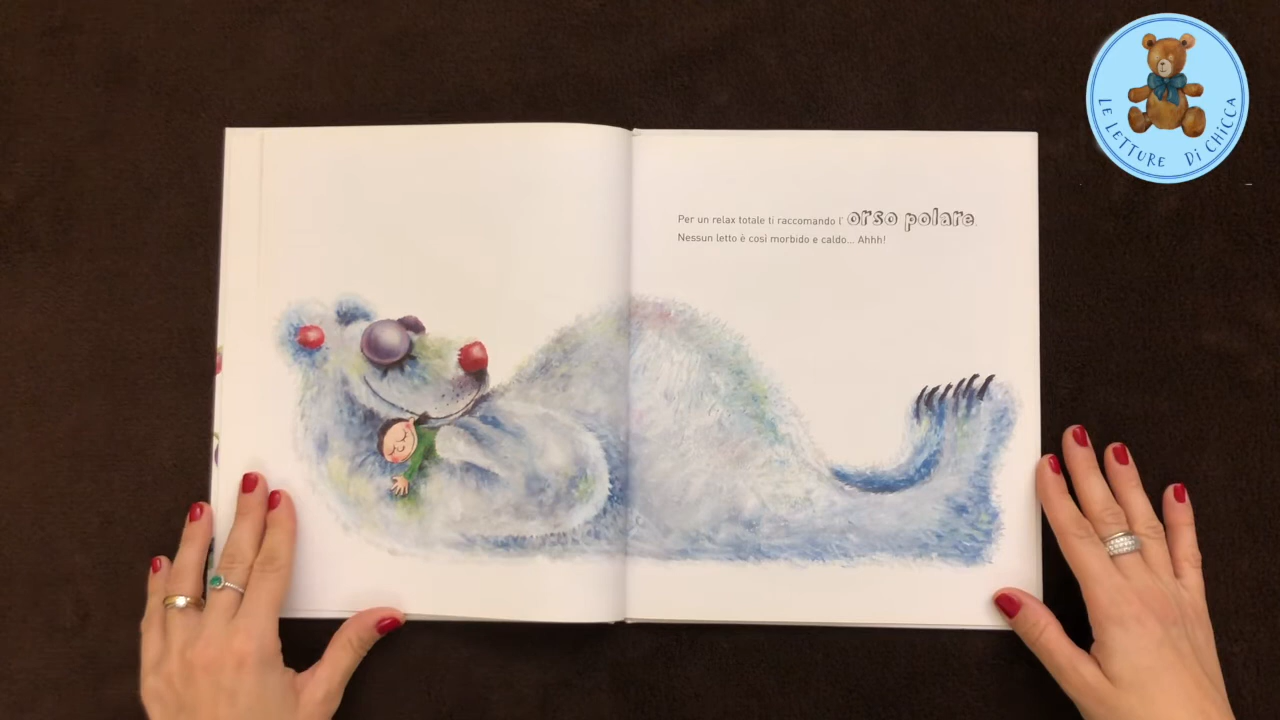 LE LETTURE Di CHiCCA
Per un relax totale ti raccomando l' orso polare.
Nessun letto è così morbido e caldo... Ahhh!